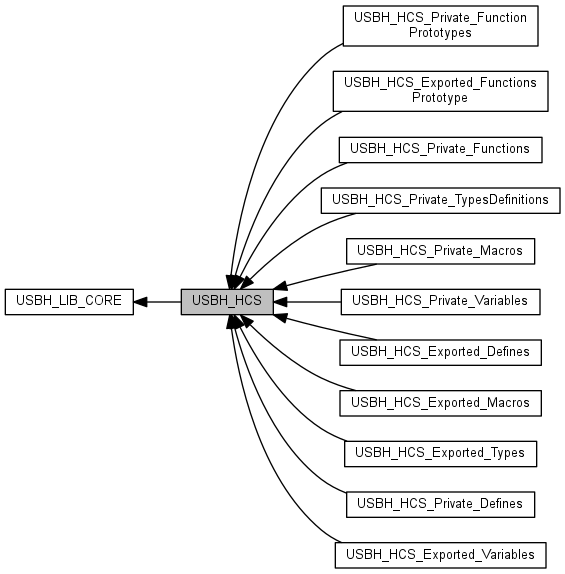 USBH_HCS_Private_Function
Prototypes
USBH_HCS_Exported_Functions
Prototype
USBH_HCS_Private_Functions
USBH_HCS_Private_TypesDefinitions
USBH_HCS_Private_Macros
USBH_LIB_CORE
USBH_HCS
USBH_HCS_Private_Variables
USBH_HCS_Exported_Defines
USBH_HCS_Exported_Macros
USBH_HCS_Exported_Types
USBH_HCS_Private_Defines
USBH_HCS_Exported_Variables